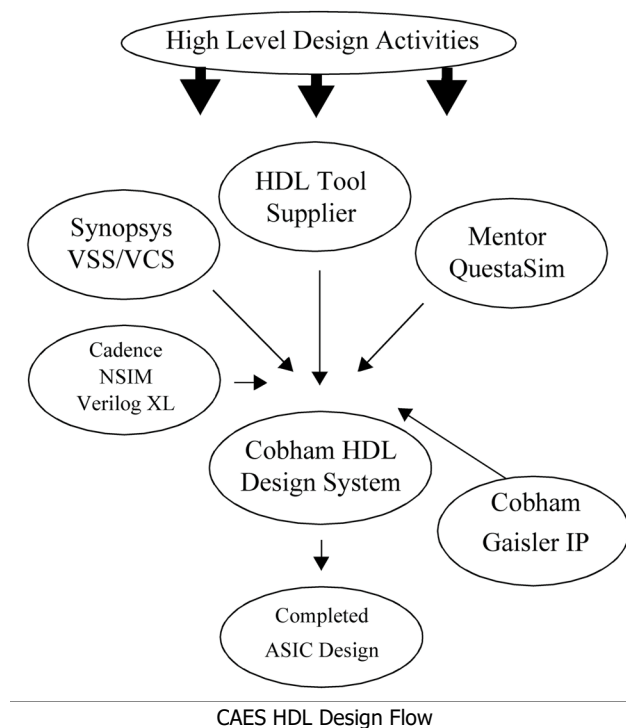 High Level Design Activities
HDL Tool
Supplier
Synopsys
VSS/VCS
Mentor
QuestaSim
Cadence
NSIM
Verilog XL
Cobham HDL
Design System
Cobham
Gaisler IP
Completed
ASIC Design
CAES HDL Design Flow